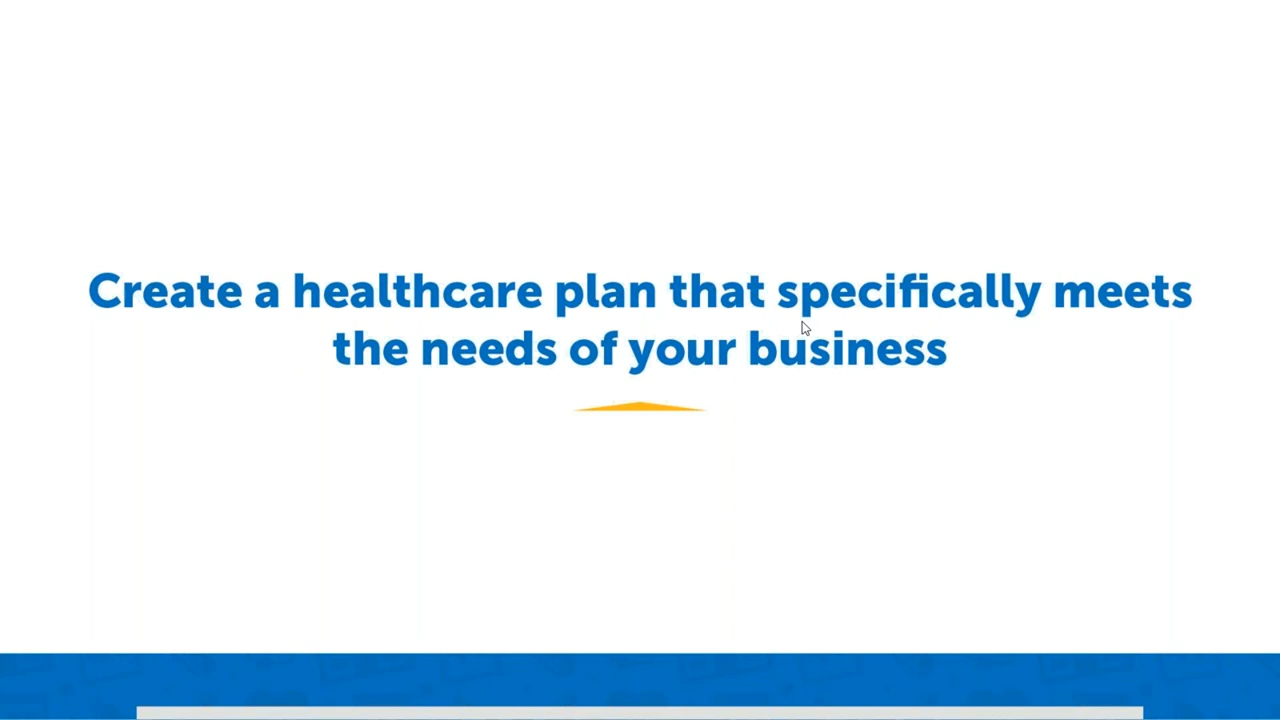 Create a healthcare plan that specifically meets
the needs of your business